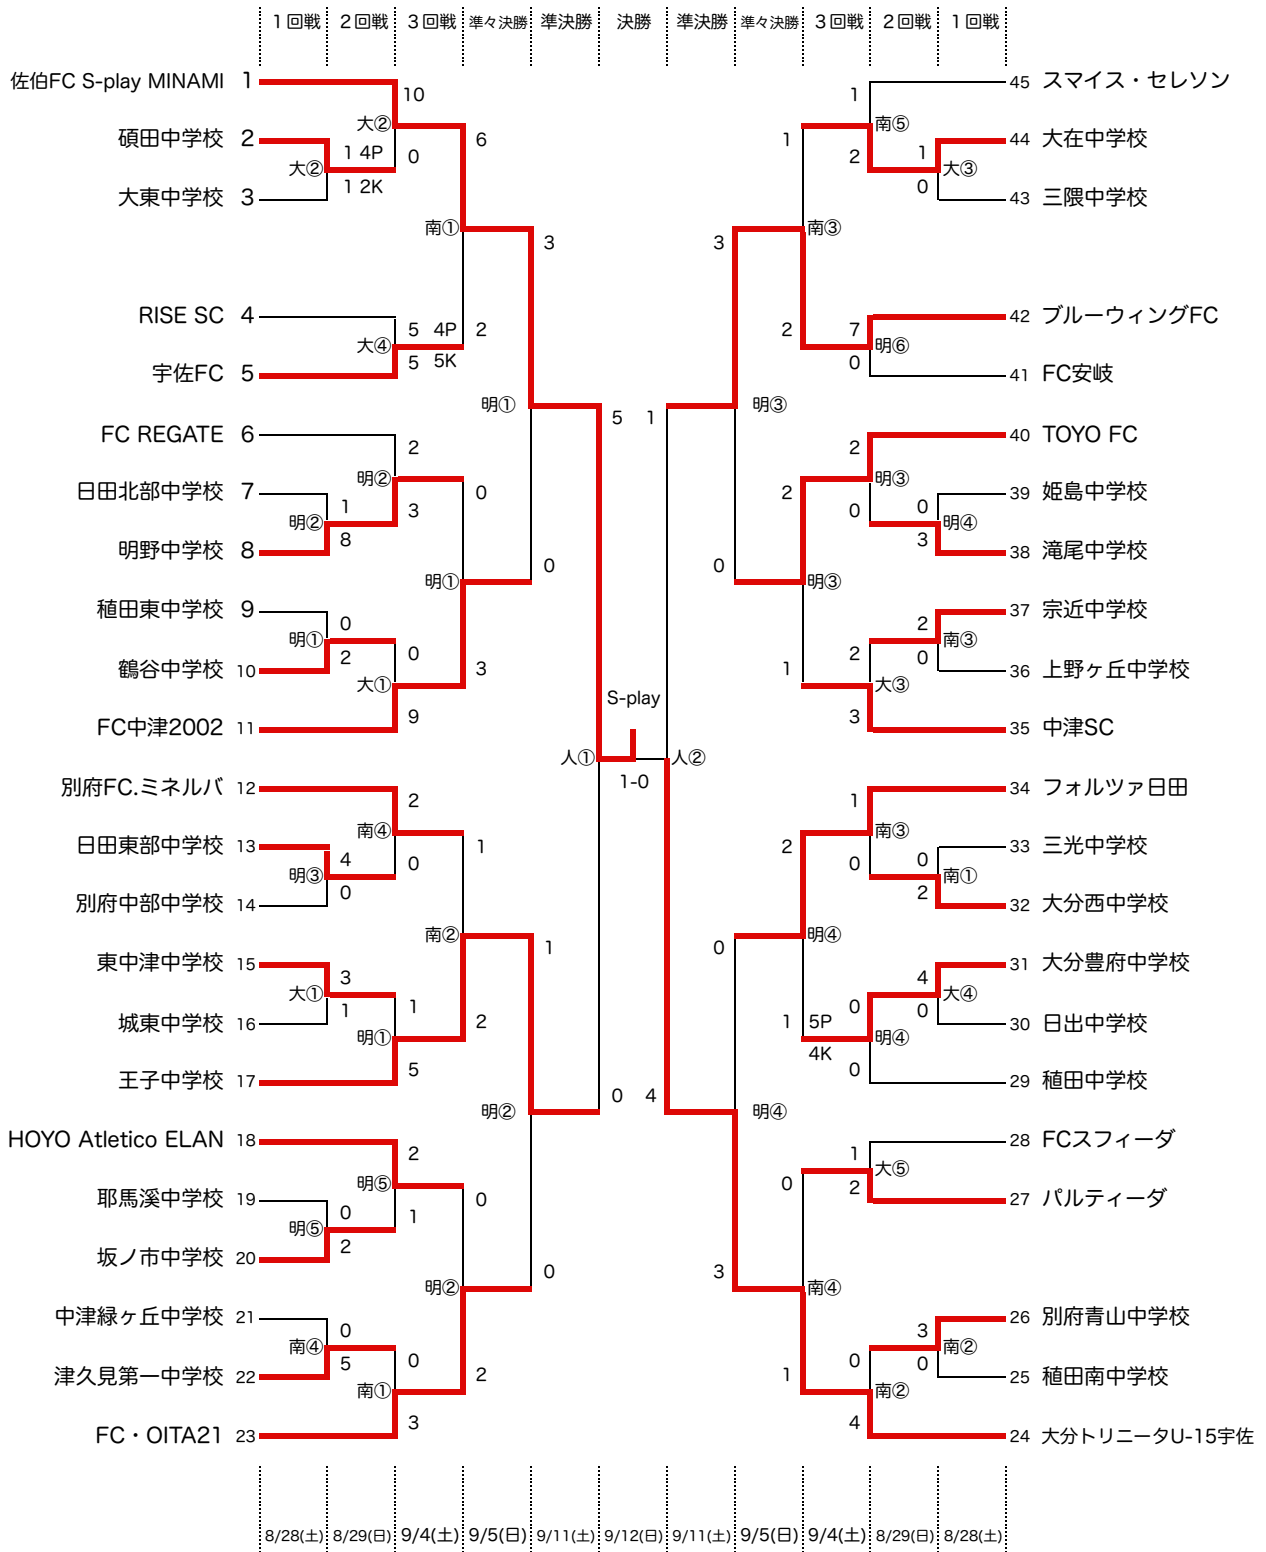 1回戦 2回戦 3回戦 準々決勝 準決勝 決勝 準決勝 準々決勝 3回戦 2回戦 1回戦
佐伯FC S-play MINAMI 1
碩田中学校 2
大東中学校 3
RISE SC 4
宇佐FC 5
FC REGATE 6
日田北部中学校 7
明野中学校 8
稙田東中学校 9
鶴谷中学校 10
FC中津2002 11
別府FC.ミネルバ 12
日田東部中学校 13
別府中部中学校 14
東中津中学校 15
城東中学校 16
王子中学校 17
HOYO Atletico ELAN 18
耶馬溪中学校 19
坂ノ市中学校 20
中津緑ヶ丘中学校 21
津久見第一中学校 22
FC・OITA21 23
大②
1 4P
1 2K
明②
1
8
明①
0
2
明③
4
0
大①
3
1
明⑤
0
2
南④
0
5
大②
10
0
大④
5 4P
5 5K
明②
2
3
大①
0
9
南④
2
0
明①
1
5
明⑤
2
1
南①
0
3
南①
6
2
明①
0
3
南②
1
2
明②
0
2
明①
3
0
明②
1
0
人①
5
0
S-play
1-0
人②
1
4
明③
3
0
明④
0
3
南③
1
2
明③
2
1
明④
2
1
南④
0
1
南⑤
1
2
明⑥
7
0
明③
2
0
大③
2
3
南③
1
0
5P
4K
明④
0
0
大⑤
1
2
南②
0
4
大③
1
0
明④
0
3
南③
2
0
南①
0
2
大④
4
0
南②
3
0
45 スマイス・セレソン
44 大在中学校
43 三隈中学校
42 ブルーウィングFC
41 FC安岐
40 TOYO FC
39 姫島中学校
38 滝尾中学校
37 宗近中学校
36 上野ヶ丘中学校
35 中津SC
34 フォルツァ日田
33 三光中学校
32 大分西中学校
31 大分豊府中学校
30 日出中学校
29 稙田中学校
28 FCスフィーダ
27 パルティーダ
26 別府青山中学校
25 稙田南中学校
24 大分トリニータU-15宇佐
8/28(土) 8/29(日) 9/4(土) 9/5(日) 9/11(土) 9/12(日) 9/11(土) 9/5(日) 9/4(土) 8/29(日) 8/28(土)